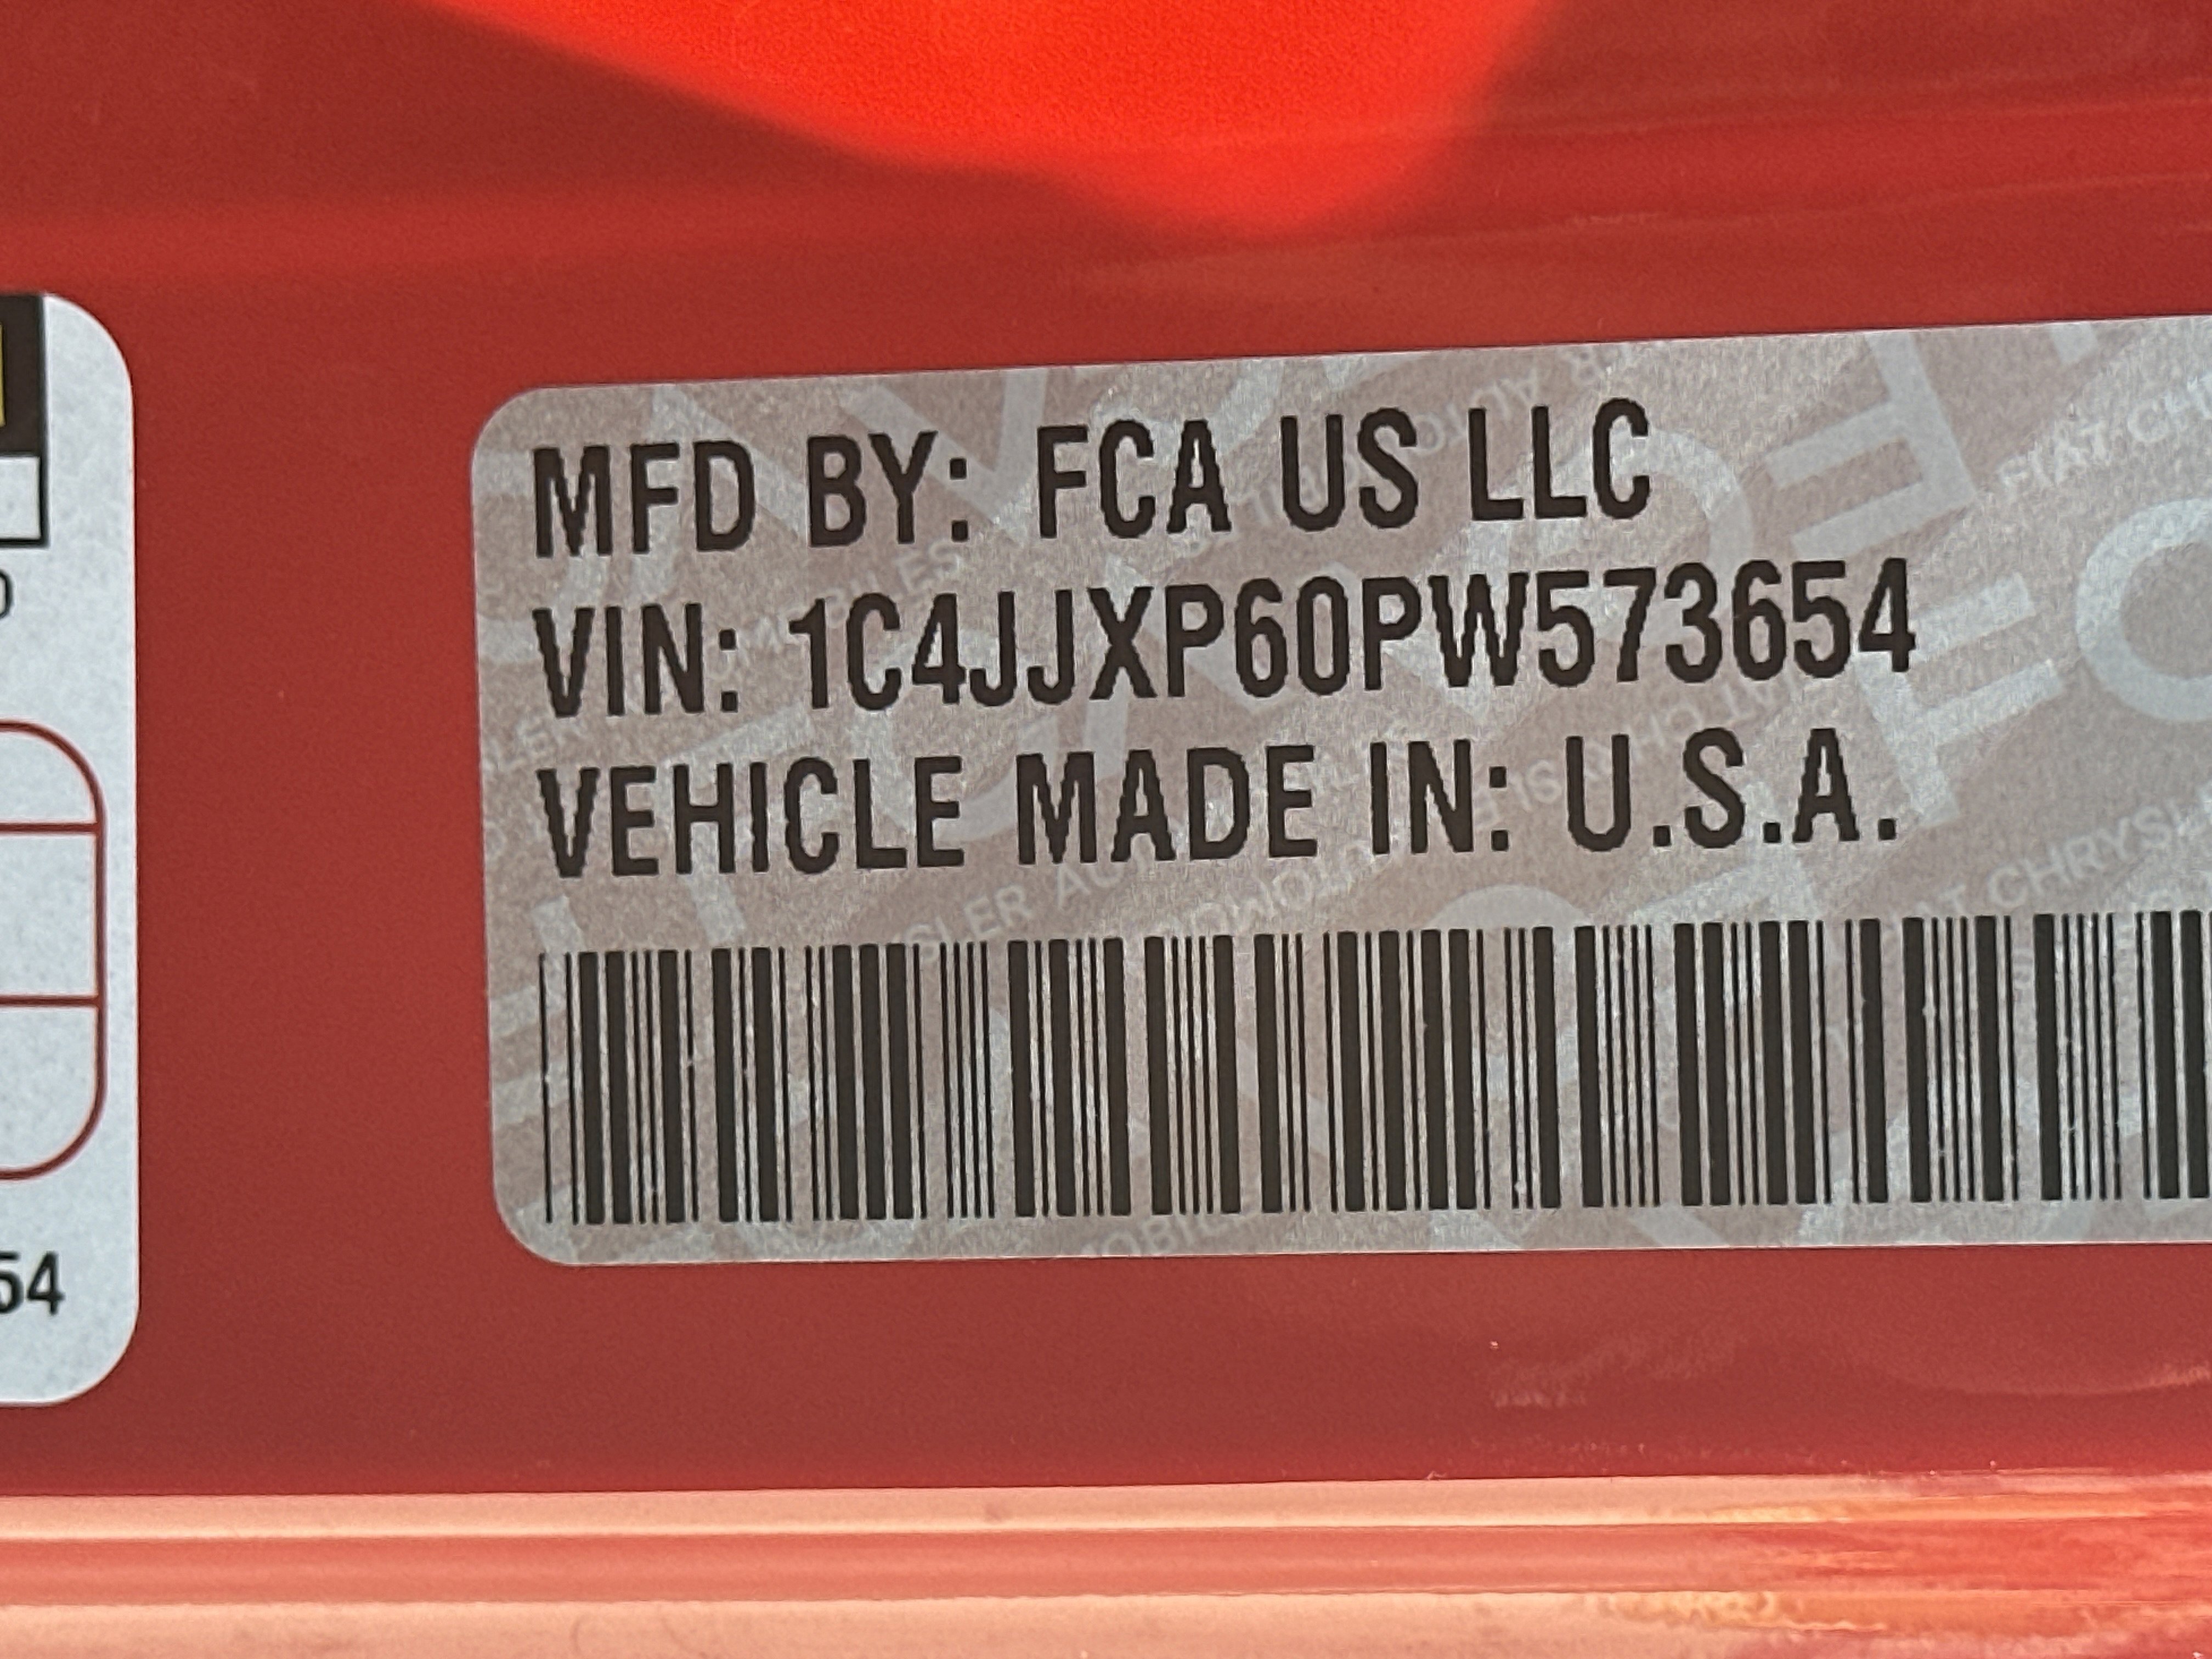 MFD BY: FCA US LLC
VIN: 1C4JJXP60PW573654
VEHICLE MADE IN: U.S.A.
54